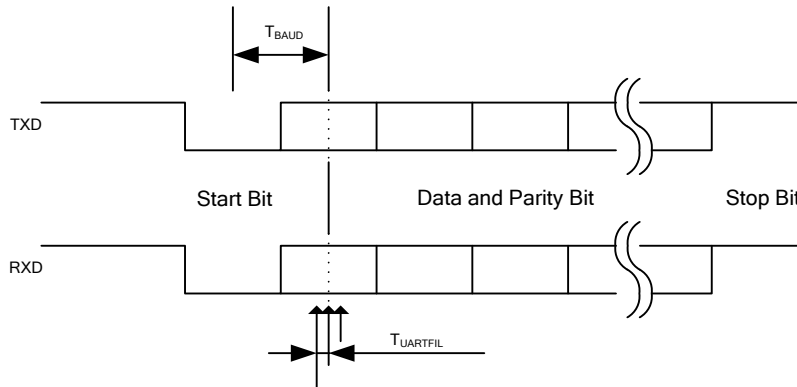 TBAUD
TXD
Start Bit
Data and Parity Bit
Stop Bit
RXD
TUARTFIL